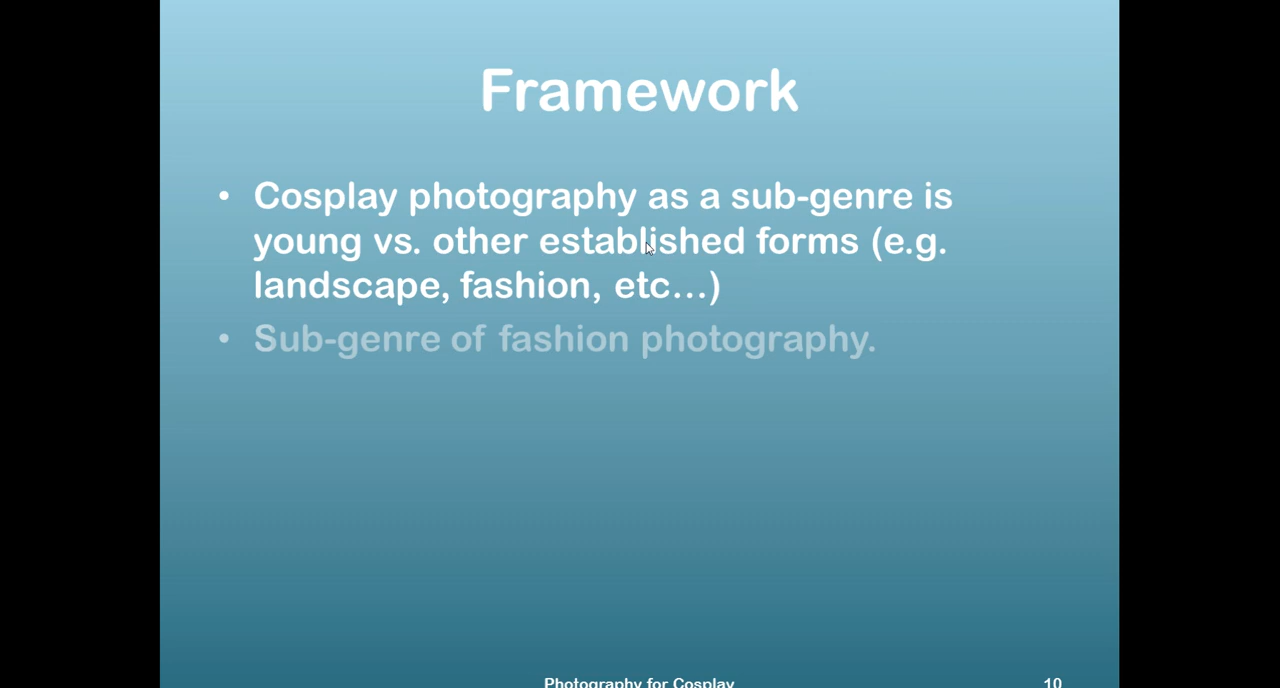 Framework
• Cosplay photography as a sub-genre is
young vs. other established forms (e.g.
landscape, fashion, etc...)
• Sub-genre of fashion photography.
Photography for Cosplay
10